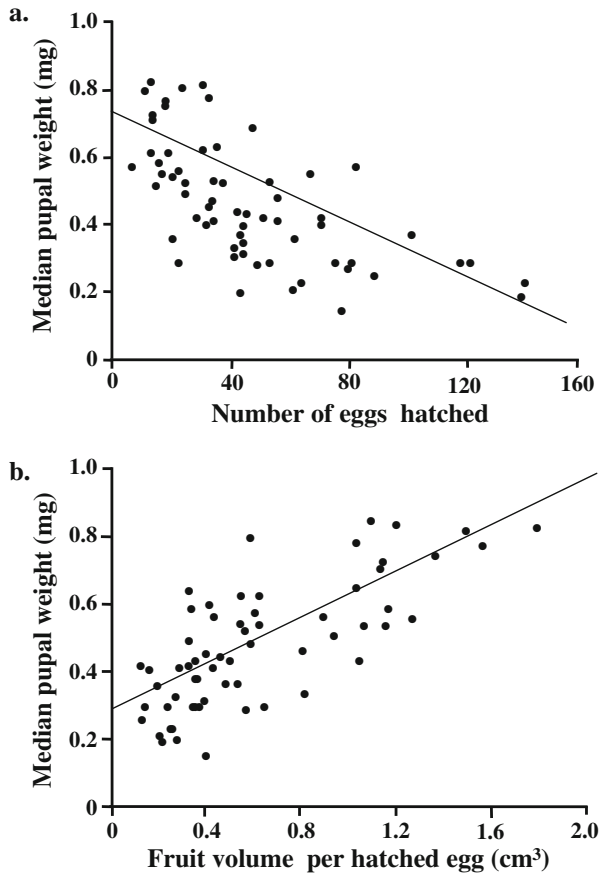 a.
1.0
0.8
0.6
0.4
0.2
0
Median pupal weight (mg)
0 40 80 120 160
Number of eggs hatched
b.
1.0
0.8
0.6
0.4
0.2
0
Median pupal weight (mg)
0 0.4 0.8 1.2 1.6 2.0
Fruit volume per hatched egg (cm³)